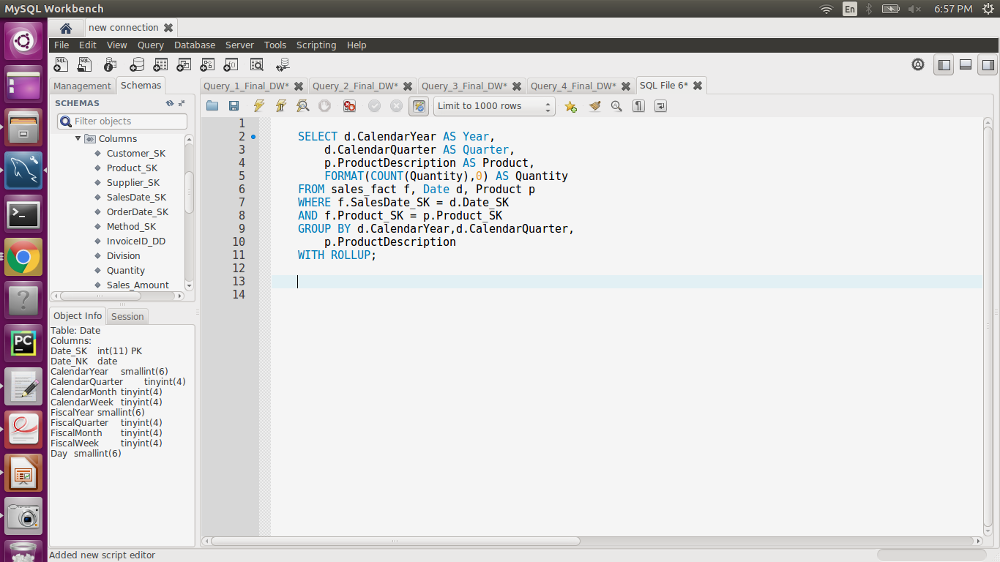 MySQL Workbench
En
6:57 PM
new connection
File Edit View Query Database Server Tools Scripting Help
Management Schemas
Query_1_Final_DW* Query_2_Final_DW* Query_3_Final_DW* Query_4_Final_DW* SQL File 6*
SCHEMAS
Filter objects
Limit to 1000 rows
Columns
Customer_SK
Product_SK
Supplier_SK
SalesDate_SK
OrderDate_SK
Method_SK
InvoiceID_DD
Division
Quantity
Sales_Amount
Object Info Session
Table: Date
Columns:
Date_SK int(11) PK
Date_NK date
CalendarYear smallint(6)
CalendarQuarter tinyint(4)
CalendarMonth tinyint(4)
CalendarWeek tinyint(4)
FiscalYear smallint(6)
FiscalQuarter tinyint(4)
FiscalMonth tinyint(4)
FiscalWeek tinyint(4)
Day smallint(6)
1
2 SELECT d.CalendarYear AS Year,
3 d.CalendarQuarter AS Quarter,
4 p.ProductDescription AS Product,
5 FORMAT(COUNT(Quantity),0) AS Quantity
6 FROM sales_fact f, Date d, Product p
7 WHERE f.SalesDate_SK = d.Date_SK
8 AND f.Product_SK = p.Product_SK
9 GROUP BY d.CalendarYear,d.CalendarQuarter,
10 p.ProductDescription
11 WITH ROLLUP;
12
13
14
PC
Added new script editor